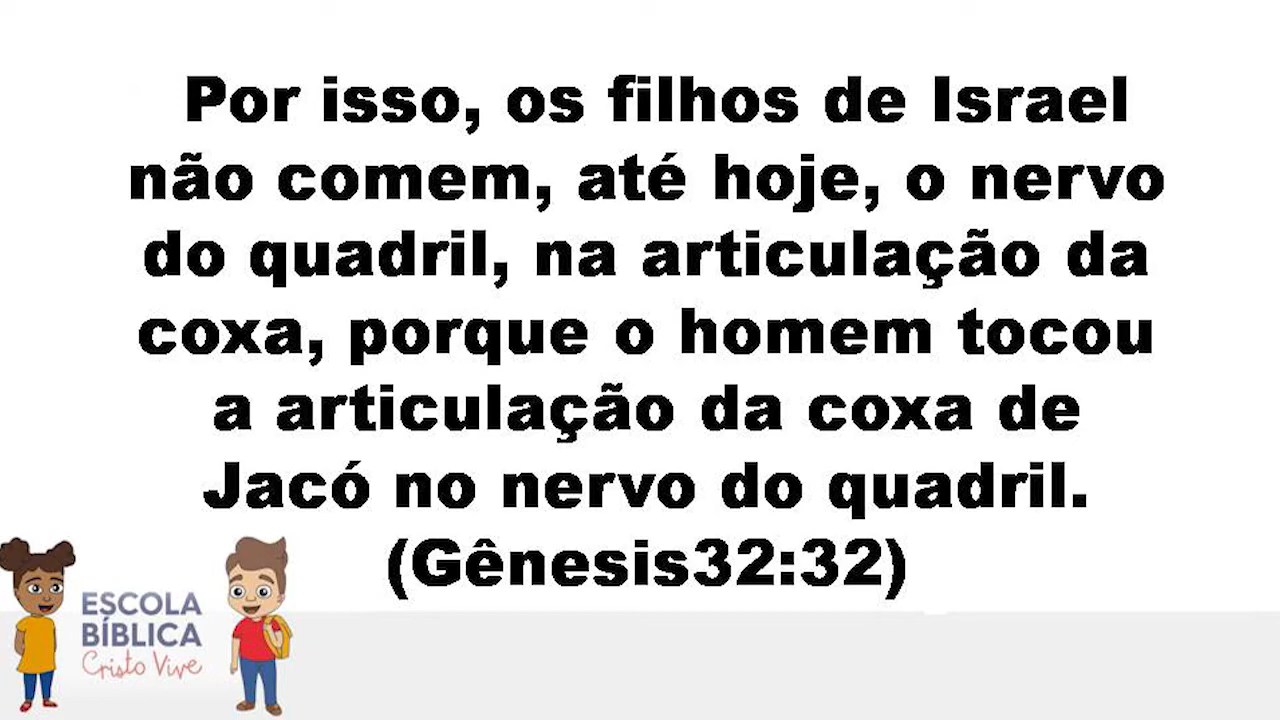 Por isso, os filhos de Israel
não comem, até hoje, o nervo
do quadril, na articulação da
coxa, porque o homem tocou
a articulação da coxa de
Jacó no nervo do quadril.
(Gênesis32:32)
ESCOLA
BÍBLICA
Cristo Vive